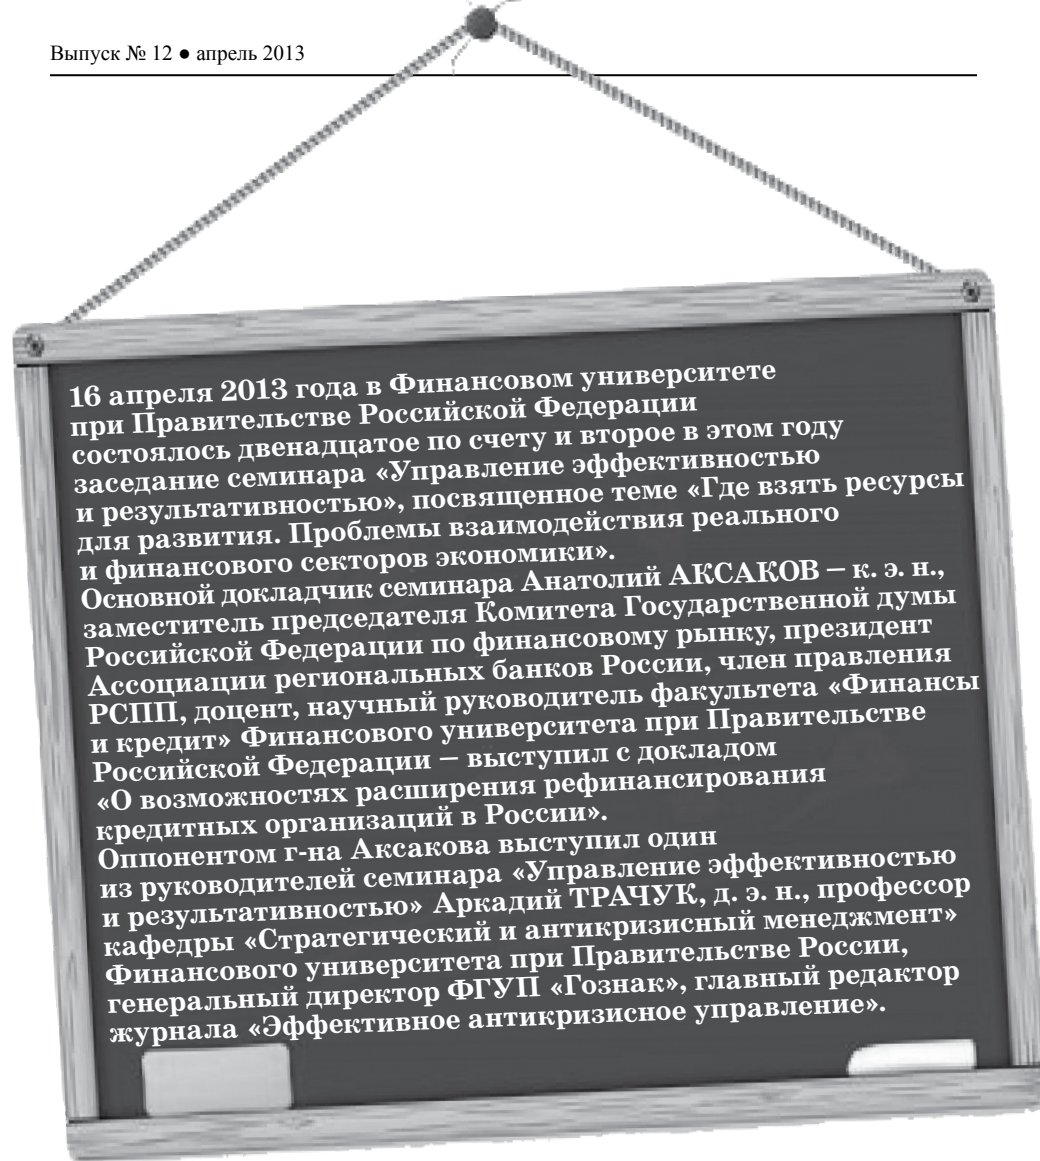 Выпуск № 12 ● апрель 2013
16 апреля 2013 года в Финансовом университете
при Правительстве Российской Федерации
состоялось двенадцатое по счету и второе в этом году
заседание семинара «Управление эффективностью
и результативностью», посвященное теме «Где взять ресурсы
для развития. Проблемы взаимодействия реального
и финансового секторов экономики».
Основной докладчик семинара Анатолий АКСАКОВ – к. э. н.,
заместитель председателя Комитета Государственной думы
Российской Федерации по финансовому рынку, президент
Ассоциации региональных банков России, член правления
РСПП, доцент, научный руководитель факультета «Финансы
и кредит» Финансового университета при Правительстве
Российской Федерации – выступил с докладом
«О возможностях расширения рефинансирования
кредитных организаций в России».
Оппонентом г-на Аксакова выступил один
из руководителей семинара «Управление эффективностью
и результативностью» Аркадий ТРАЧУК, д. э. н., профессор
кафедры «Стратегический и антикризисный менеджмент»
Финансового университета при Правительстве России,
генеральный директор ФГУП «Гознак», главный редактор
журнала «Эффективное антикризисное управление».